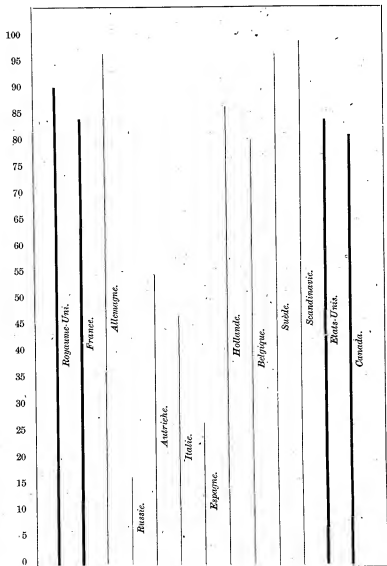 100
95
90
85
80
75
70
65
60
55
50
45
40
35
30
25
20
15
10
5
0
Royaume-Uni.
France.
Allemagne.
Russie.
Autriche.
Italie.
Espagne.
Hollande.
Belgique.
Suède.
Scandinavie.
Etats-Unis.
Canada.